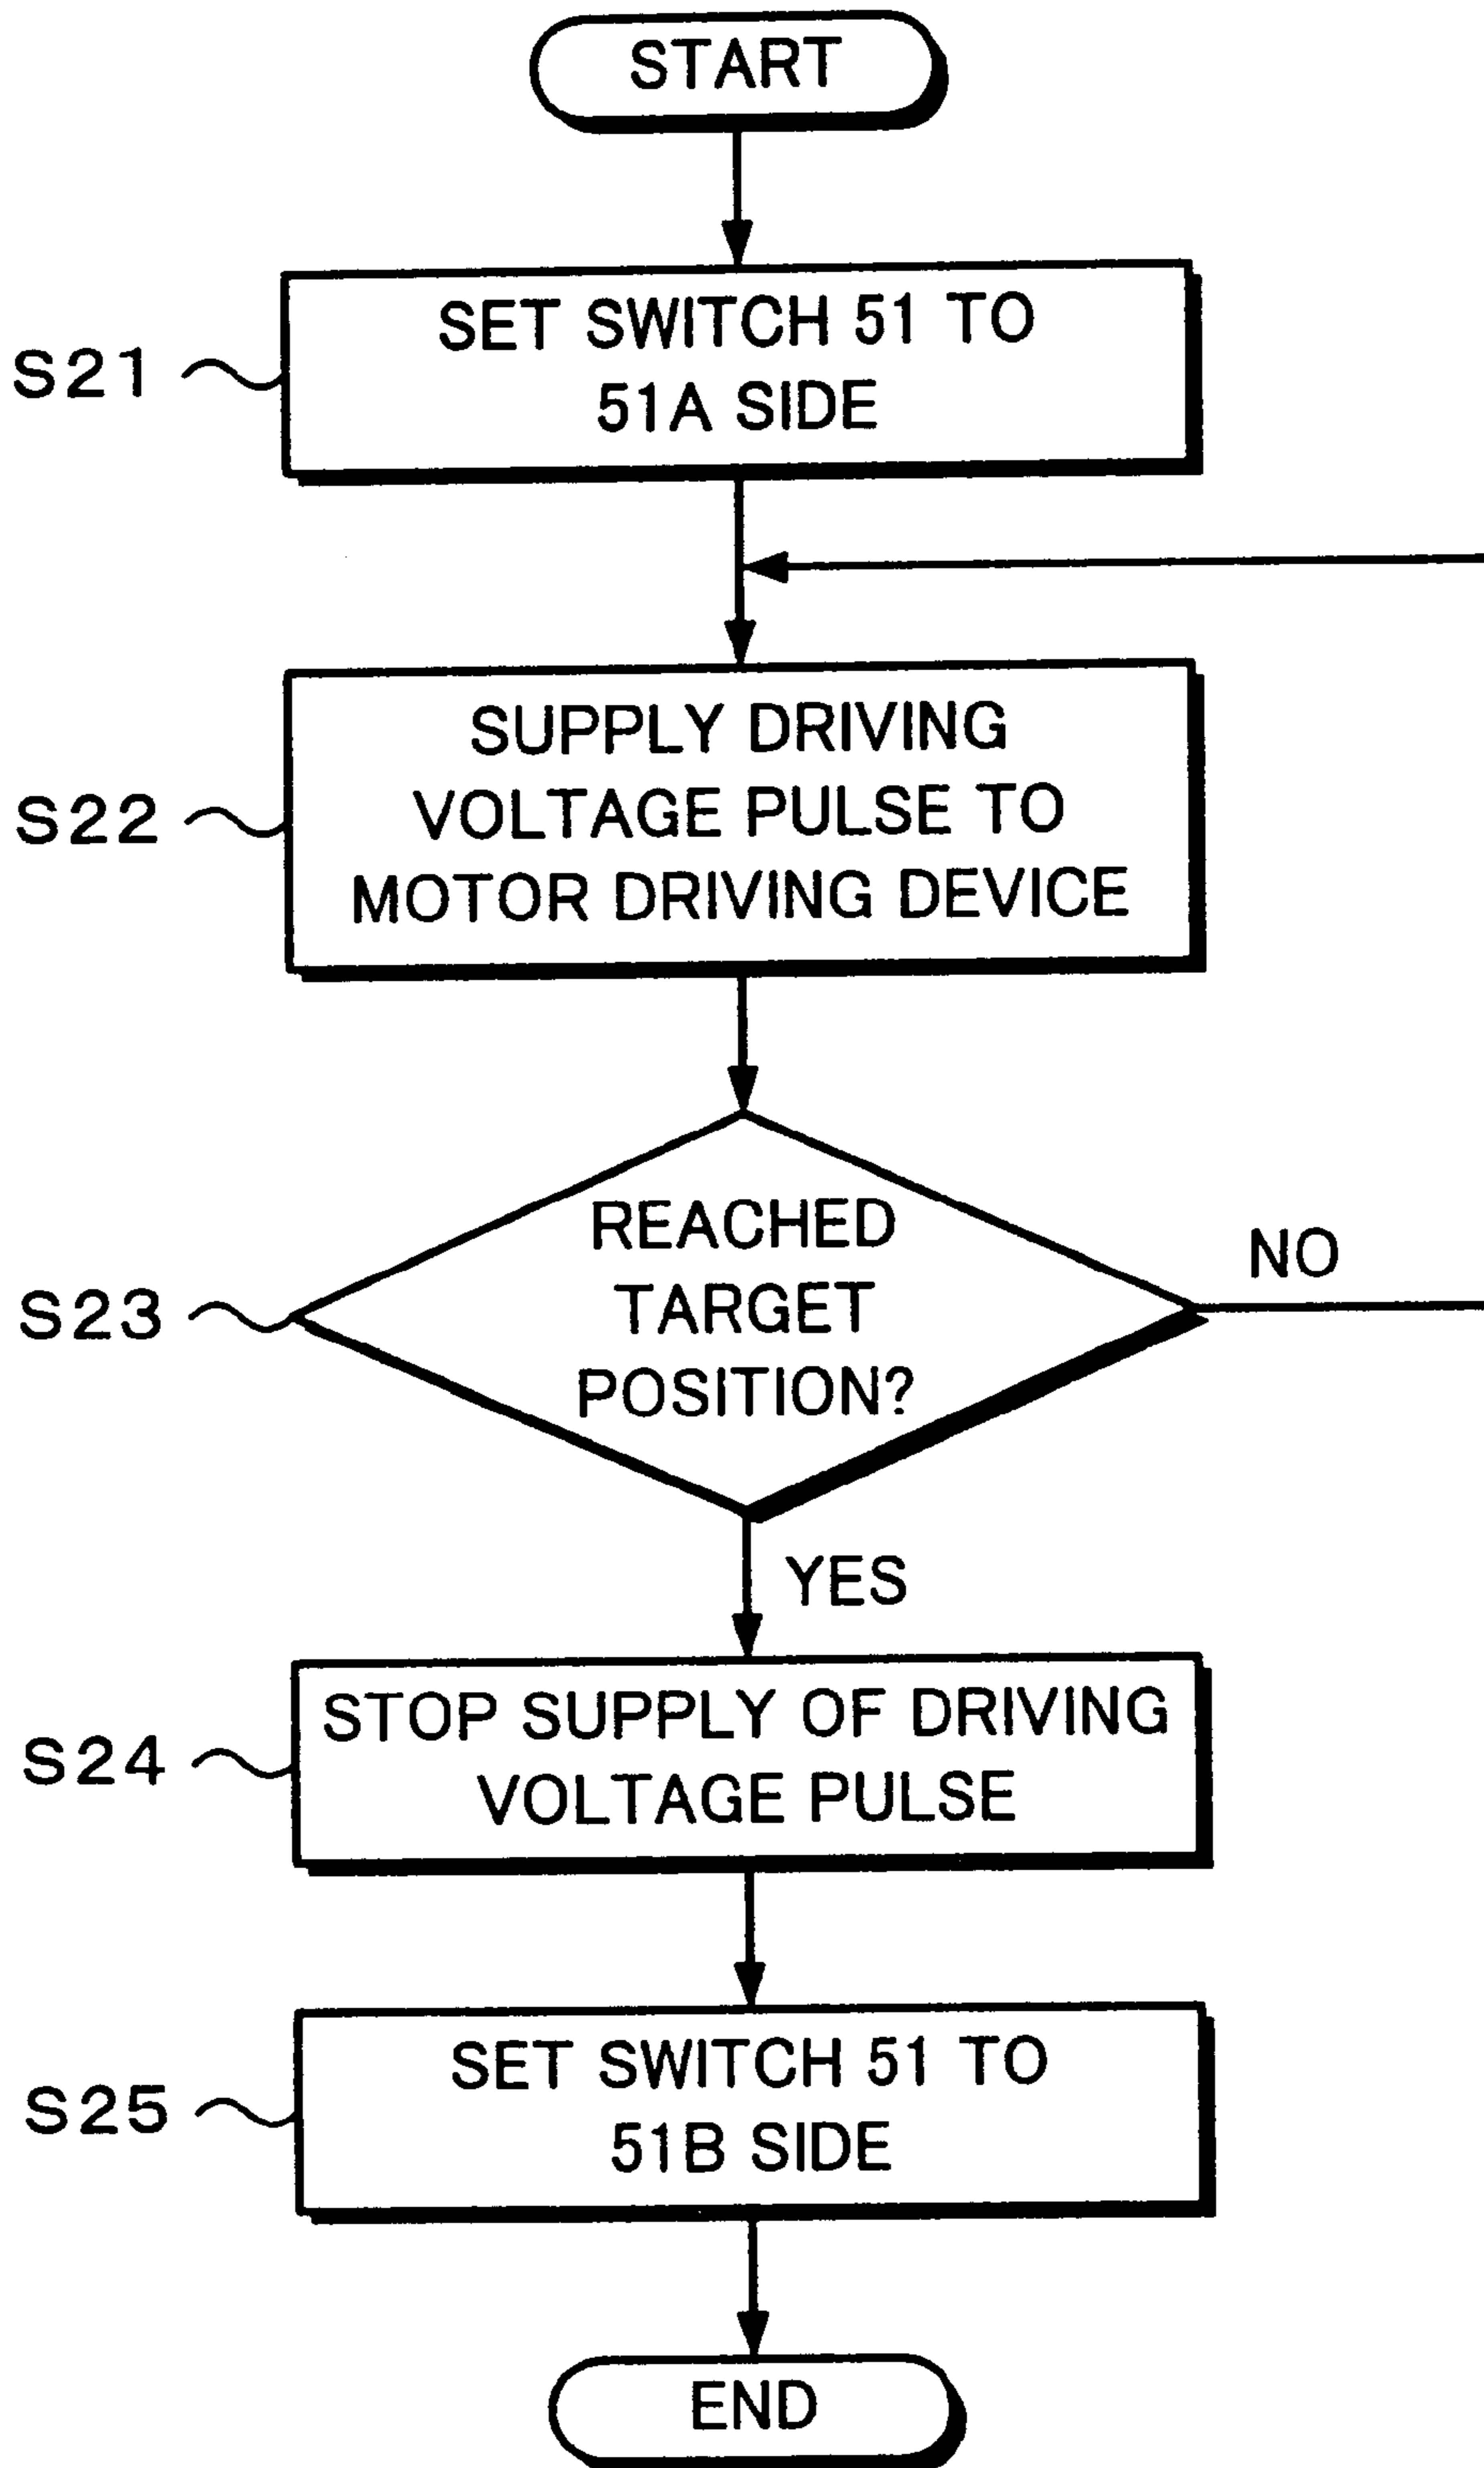 START
S21
SET SWITCH 51 TO
51A SIDE
S22
SUPPLY DRIVING
VOLTAGE PULSE TO
MOTOR DRIVING DEVICE
S23
REACHED
TARGET
POSITION?
NO
YES
S24
STOP SUPPLY OF DRIVING
VOLTAGE PULSE
S25
SET SWITCH 51 TO
51B SIDE
END